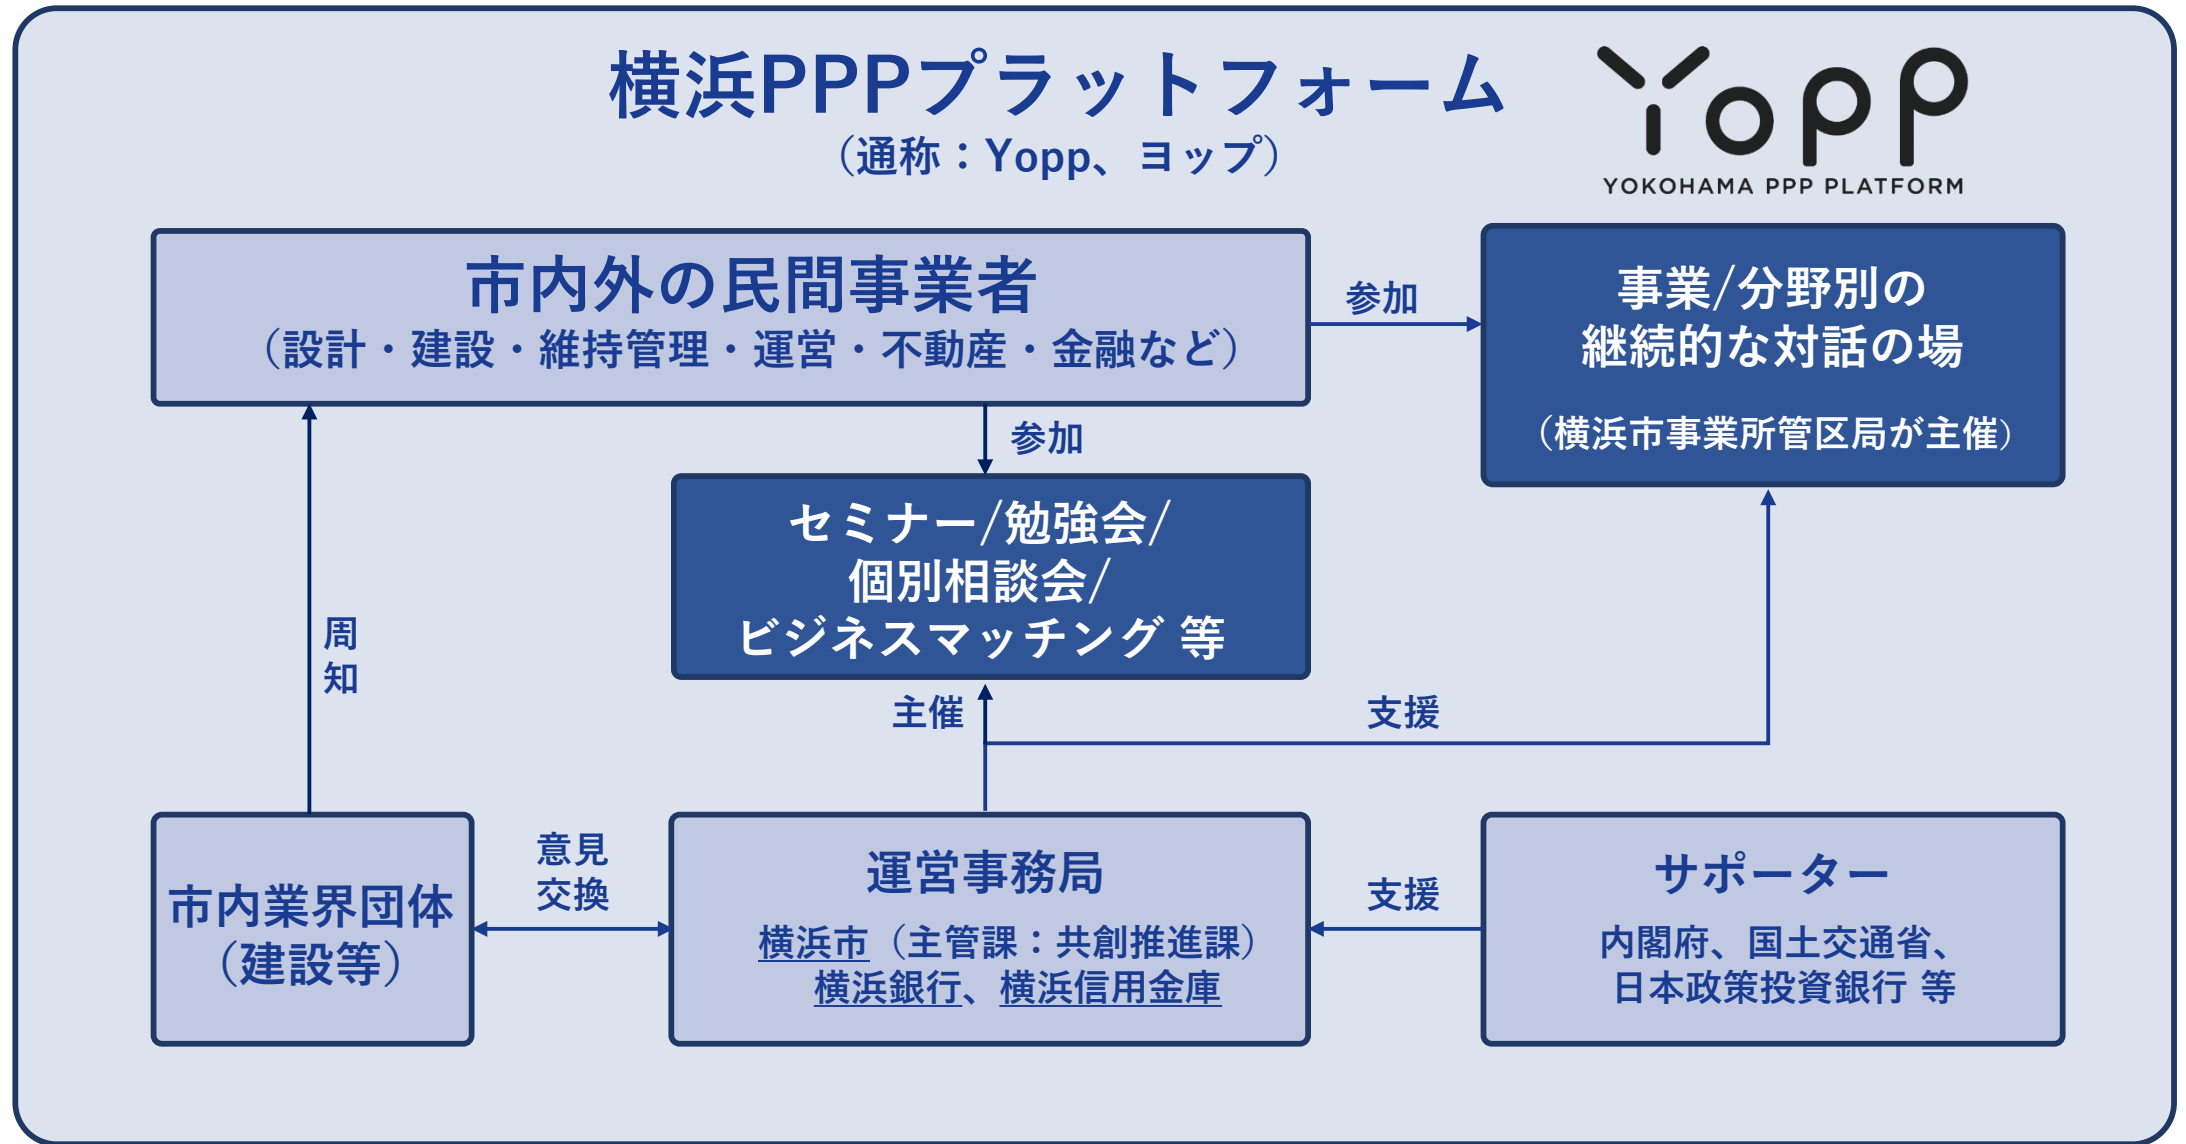 横浜PPPプラットフォーム
（通称：Yopp、ヨップ）
Yopp
YOKOHAMA PPP PLATFORM
市内外の民間事業者
（設計・建設・維持管理・運営・不動産・金融など）
参加
事業/分野別の
継続的な対話の場
（横浜市事業所管区局が主催）
参加
セミナー/勉強会/
個別相談会/
ビジネスマッチング 等
周
知
主催
支援
市内業界団体
（建設等）
意見
交換
運営事務局
横浜市（主管課：共創推進課）
横浜銀行、横浜信用金庫
支援
サポーター
内閣府、国土交通省、
日本政策投資銀行 等